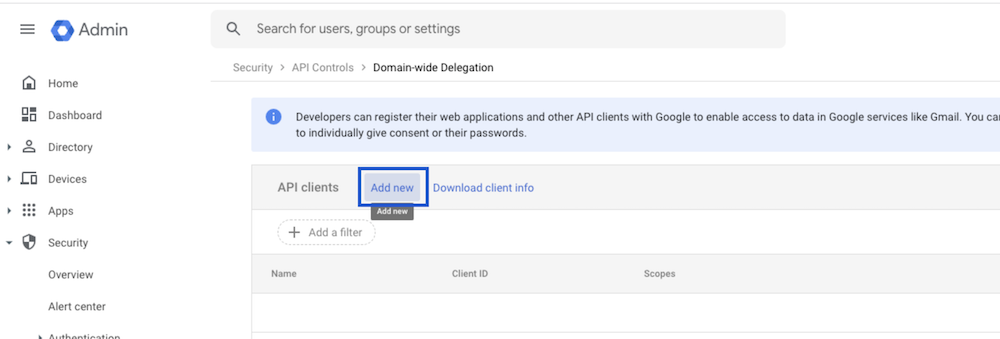 Admin
Search for users, groups or settings
Security > API Controls > Domain-wide Delegation
Home
Dashboard
Directory
Devices
Apps
Security
Overview
Alert center
Authentication
Developers can register their web applications and other API clients with Google to enable access to data in Google services like Gmail. You can
to individually give consent or their passwords.
API clients Add new Download client info
Add new
Add a filter
Name Client ID Scopes